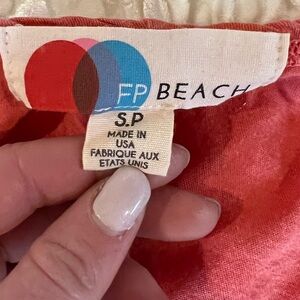 FP BEACH
S.P
MADE IN
USA
FABRIQUE AUX
ETATS UNIS